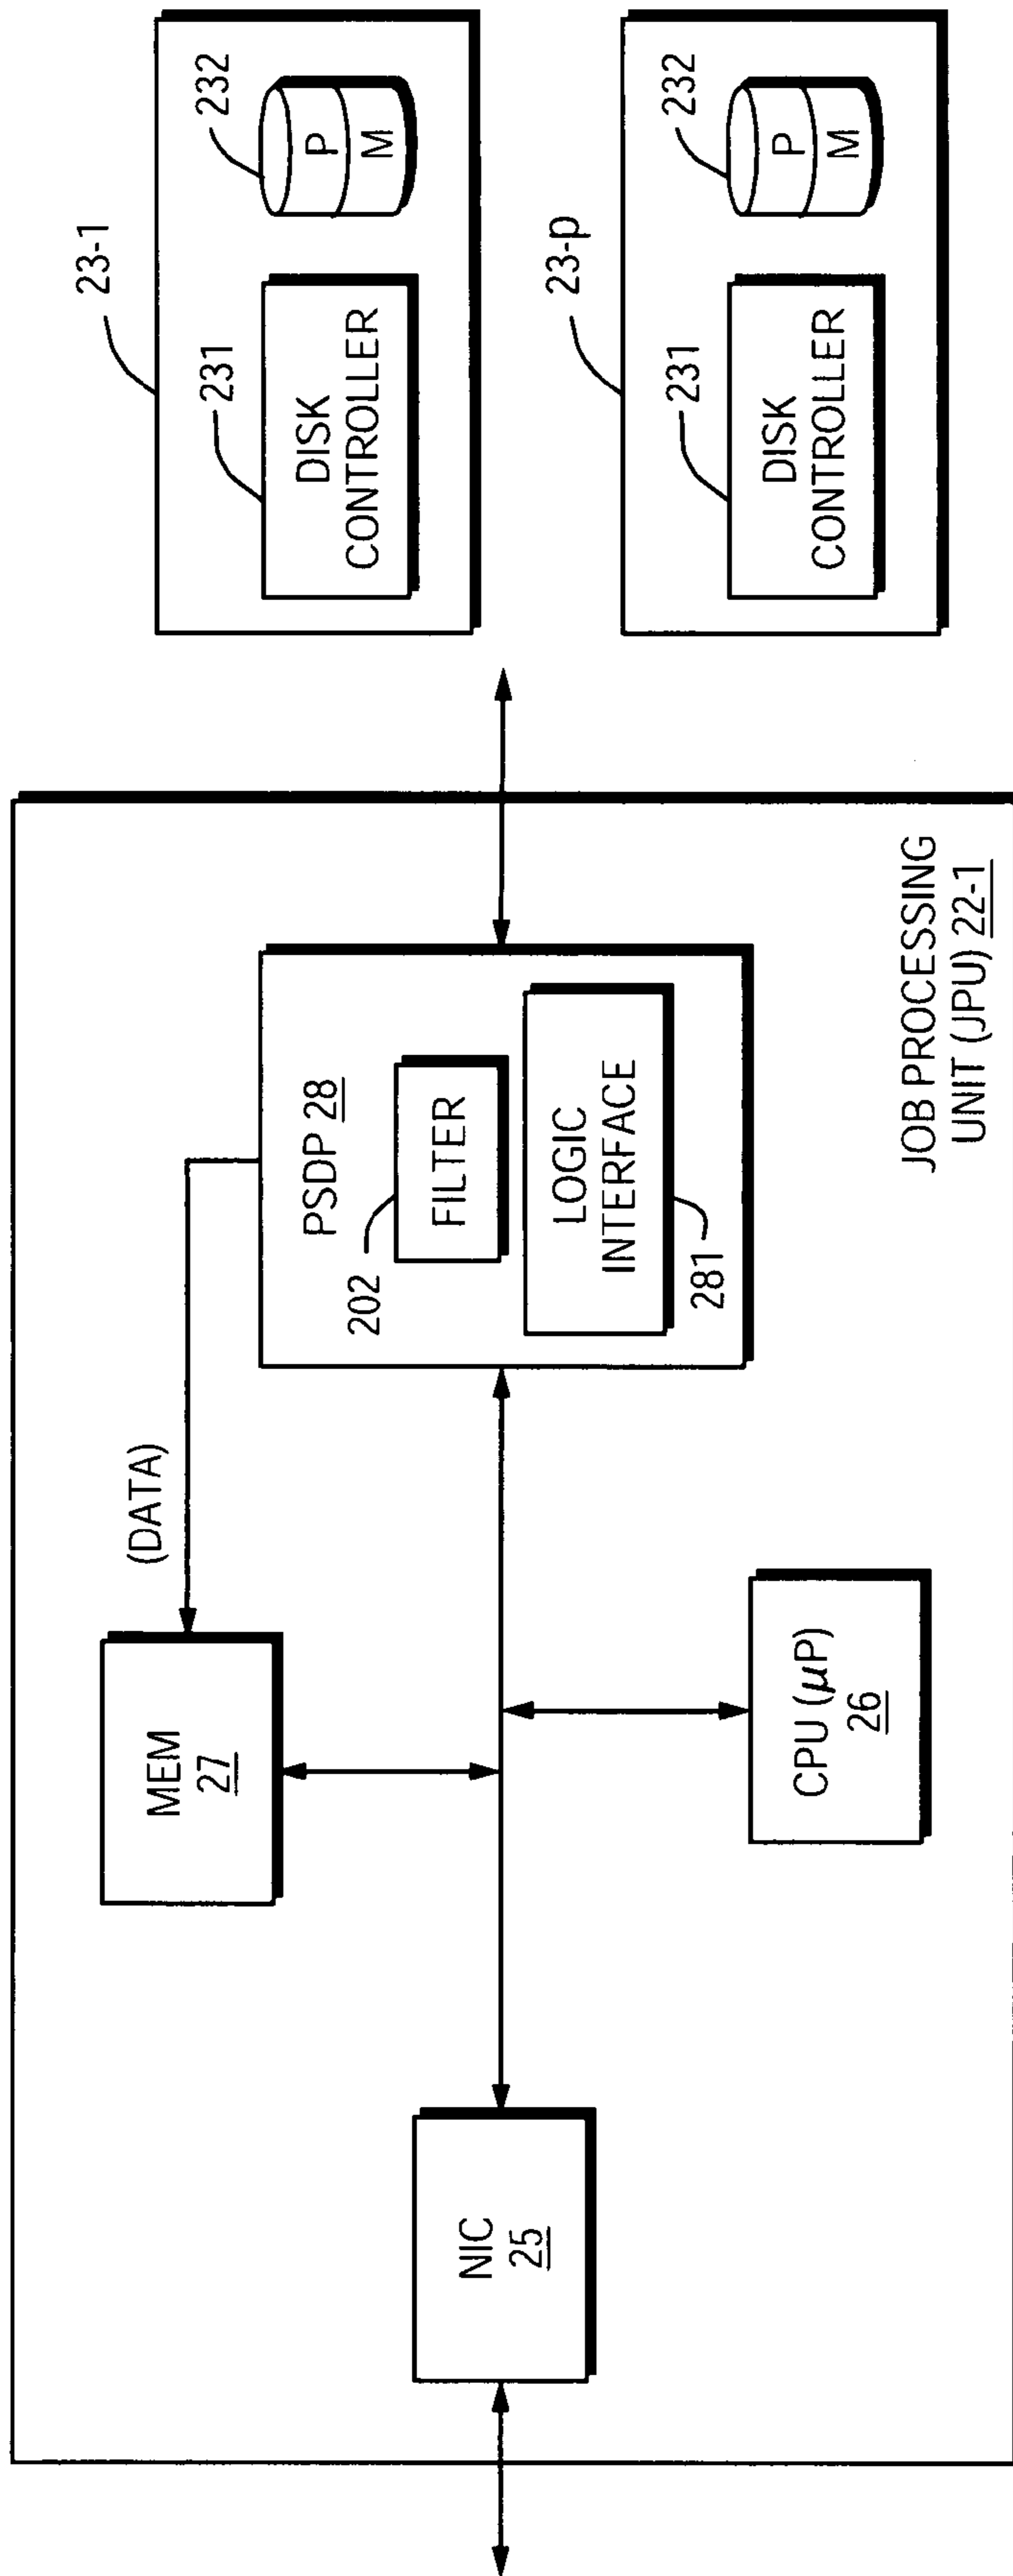 23-1
231
DISK
CONTROLLER
232
P
M
23-p
231
DISK
CONTROLLER
232
P
M
(DATA)
MEM
27
PSDP 28
202
FILTER
LOGIC
INTERFACE
281
NIC
25
CPU (μP)
26
JOB PROCESSING
UNIT (JPU) 22-1